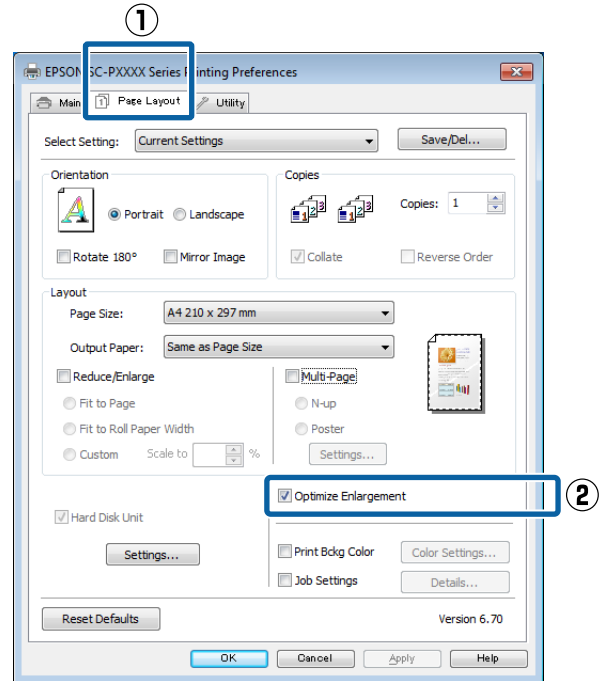 ①
EPSON SC-PXXXX Series Printing Preferences
Main Page Layout Utility
Select Setting: Current Settings Save/Del...
Orientation
Portrait Landscape
Rotate 180° Mirror Image
Copies
Copies: 1
Collate Reverse Order
Layout
Page Size: A4 210 x 297 mm
Output Paper: Same as Page Size
Reduce/Enlarge
Fit to Page
Fit to Roll Paper Width
Custom Scale to %
Multi-Page
N-up
Poster
Settings...
Optimize Enlargement
②
Hard Disk Unit
Settings...
Print Bckg Color Color Settings...
Job Settings Details...
Reset Defaults Version 6.70
OK Cancel Apply Help